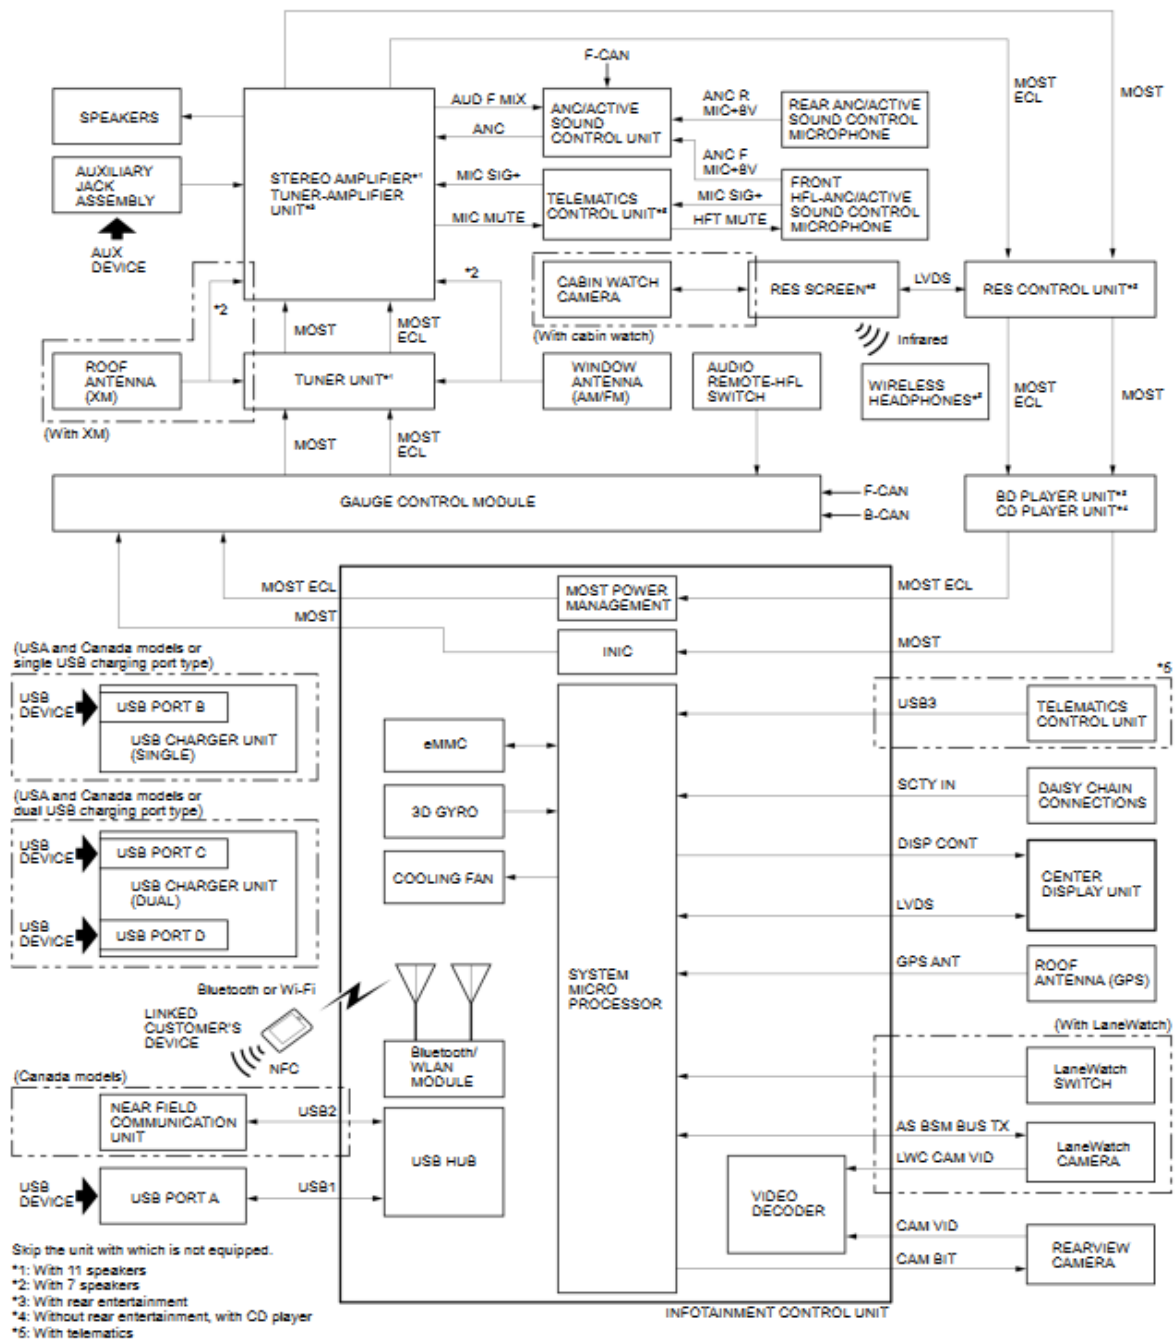 F-CAN
MOST
ECL
MOST
SPEAKERS
AUD F MIX
ANC
ANC/ACTIVE
SOUND
CONTROL UNIT
ANC R
MIC+8V
REAR ANC/ACTIVE
SOUND CONTROL
MICROPHONE
AUXILIARY
JACK
ASSEMBLY
AUX
DEVICE
STEREO AMPLIFIER*1
TUNER-AMPLIFIER
UNIT*2
MIC SIG+
MIC MUTE
TELEMATICS
CONTROL UNIT*5
ANC F
MIC+8V
MIC SIG+
HFT MUTE
FRONT
HFL-ANC/ACTIVE
SOUND CONTROL
MICROPHONE
*2
*2
CABIN WATCH
CAMERA
(With cabin watch)
RES SCREEN*3
LVDS
RES CONTROL UNIT*3
Infrared
MOST
MOST
ECL
ROOF
ANTENNA
(XM)
(With XM)
TUNER UNIT*1
WINDOW
ANTENNA
(AM/FM)
AUDIO
REMOTE-HFL
SWITCH
WIRELESS
HEADPHONES*3
MOST
ECL
MOST
MOST
MOST
ECL
GAUGE CONTROL MODULE
F-CAN
B-CAN
BD PLAYER UNIT*3
CD PLAYER UNIT*4
MOST ECL
MOST
MOST POWER
MANAGEMENT
INIC
MOST ECL
MOST
(USA and Canada models or
single USB charging port type)
USB
DEVICE
USB PORT B
USB CHARGER UNIT
(SINGLE)
*5
USB3
TELEMATICS
CONTROL UNIT
eMMC
(USA and Canada models or
dual USB charging port type)
USB
DEVICE
USB PORT C
USB CHARGER UNIT
(DUAL)
USB
DEVICE
USB PORT D
3D GYRO
COOLING FAN
SCTY IN
DAISY CHAIN
CONNECTIONS
DISP CONT
CENTER
DISPLAY UNIT
LVDS
SYSTEM
MICRO
PROCESSOR
GPS ANT
ROOF
ANTENNA (GPS)
Bluetooth or Wi-Fi
LINKED
CUSTOMER'S
DEVICE
NFC
Bluetooth/
WLAN
MODULE
(With LaneWatch)
LaneWatch
SWITCH
(Canada models)
NEAR FIELD
COMMUNICATION
UNIT
USB2
USB HUB
AS BSM BUS TX
LWC CAM VID
LaneWatch
CAMERA
USB
DEVICE
USB PORT A
USB1
VIDEO
DECODER
CAM VID
CAM BIT
REARVIEW
CAMERA
INFOTAINMENT CONTROL UNIT
Skip the unit with which is not equipped.
*1: With 11 speakers
*2: With 7 speakers
*3: With rear entertainment
*4: Without rear entertainment, with CD player
*5: With telematics